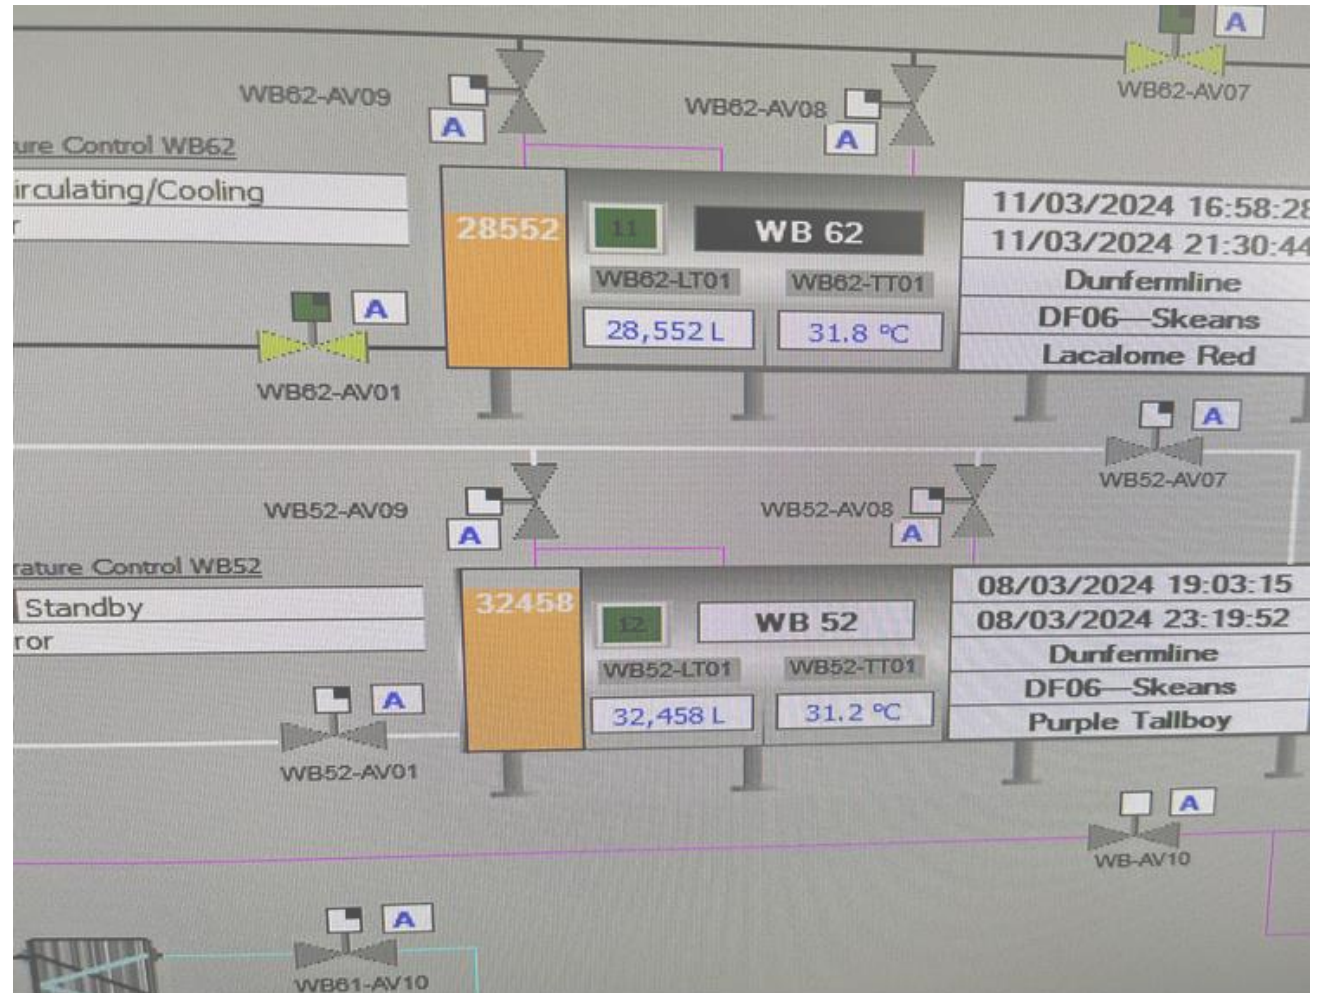 A
WB62-AV07
WB62-AV09
A
WB62-AV08
A
ure Control WB62
irculating/Cooling
r
28552
11
WB 62
WB62-LT01
WB62-TT01
28,552 L
31.8 °C
11/03/2024 16:58:28
11/03/2024 21:30:44
Dunfermline
DF06—Skeans
Lacalome Red
A
WB62-AV01
A
WB52-AV07
WB52-AV09
A
WB52-AV08
A
rature Control WB52
Standby
ror
32458
12
WB 52
WB52-LT01
WB52-TT01
32,458 L
31.2 °C
08/03/2024 19:03:15
08/03/2024 23:19:52
Dunfermline
DF06—Skeans
Purple Tallboy
A
WB52-AV01
A
WB-AV10
A
WB61-AV10